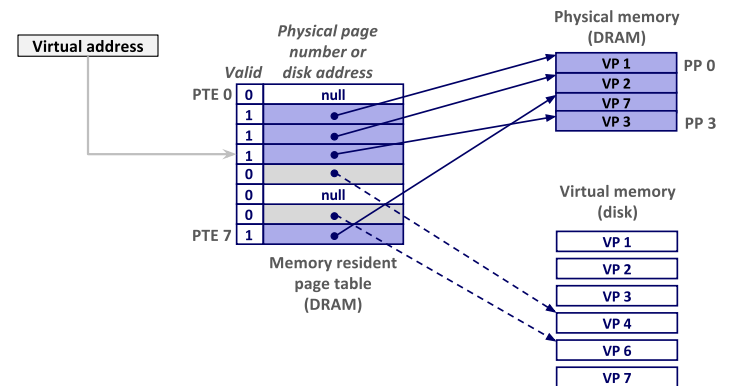 Virtual address
Physical page
number or
disk address
Valid
PTE 0
0
null
1
1
1
0
0
null
0
PTE 7
1
Memory resident
page table
(DRAM)
Physical memory
(DRAM)
VP 1
PP 0
VP 2
VP 7
VP 3
PP 3
Virtual memory
(disk)
VP 1
VP 2
VP 3
VP 4
VP 6
VP 7